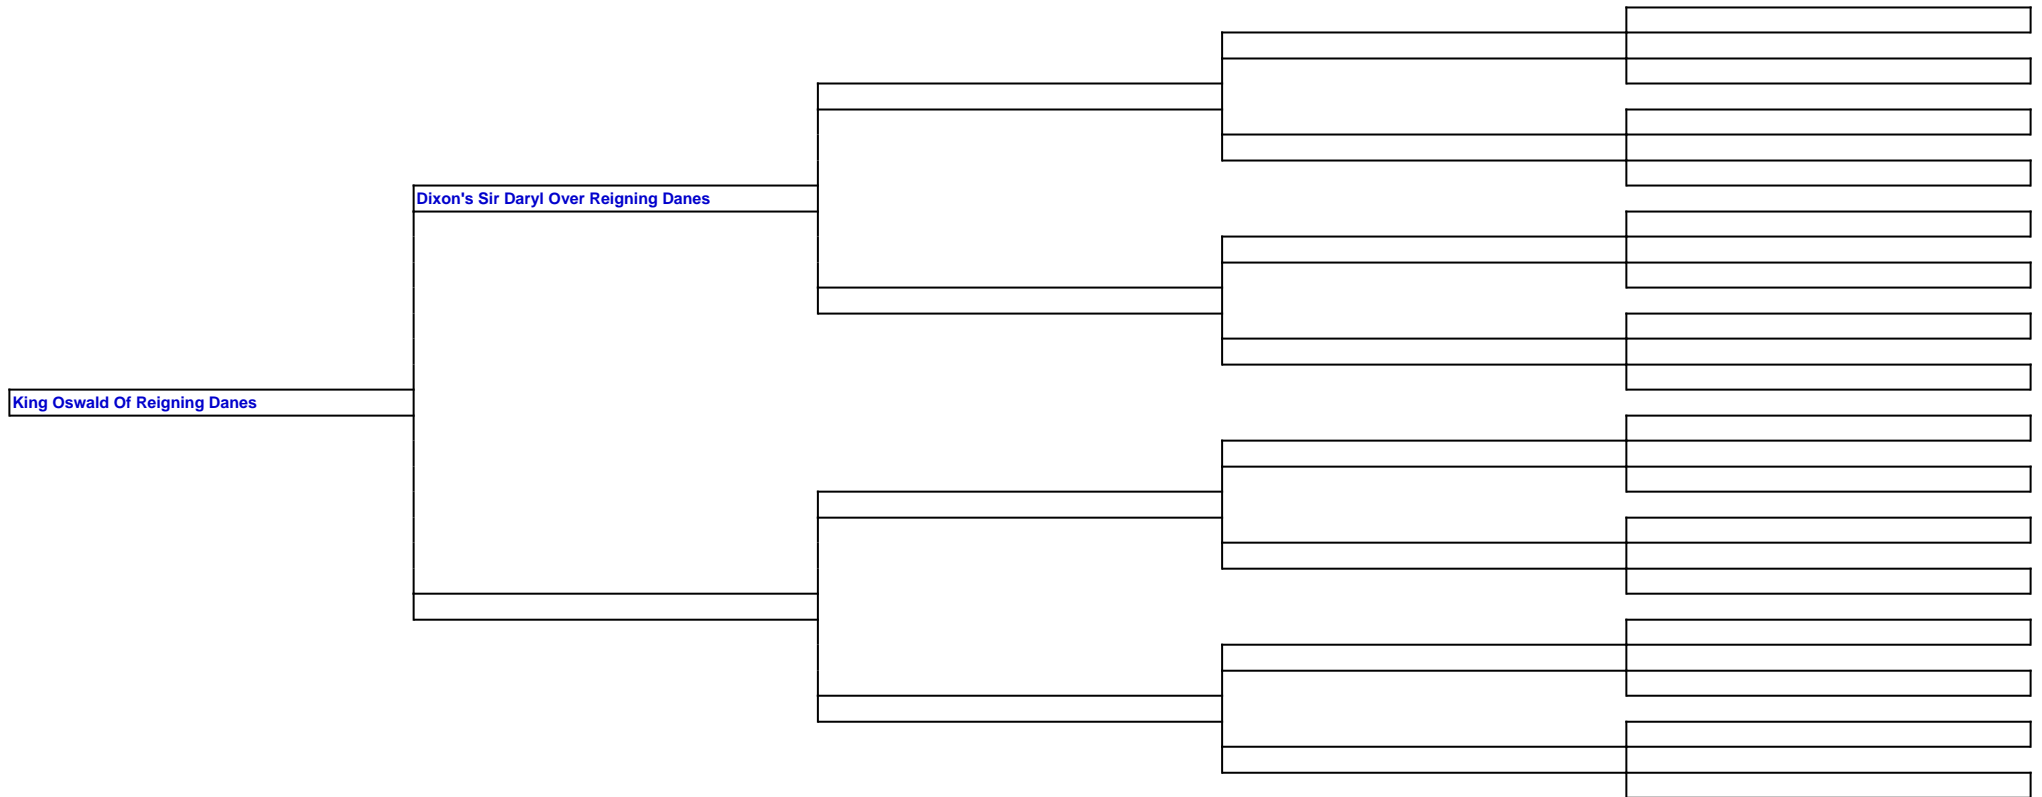 Dixon's Sir Daryl Over Reigning Danes
King Oswald Of Reigning Danes